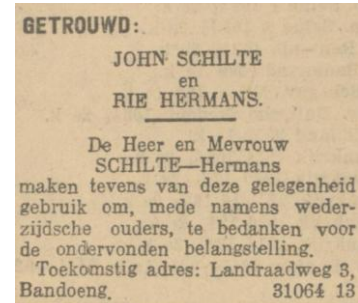 GETROUWD:
JOHN SCHILTE
en
RIE HERMANS.
De Heer en Mevrouw
SCHILTE—Hermans
maken tevens van deze gelegenheid
gebruik om, mede namens weder-
zijdsche ouders, te bedanken voor
de ondervonden belangstelling.
Toekomstig adres: Landraadweg 3,
Bandoeng. 31064 13